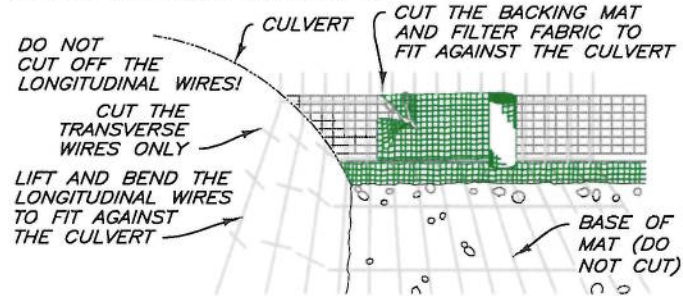 CUT THE BACKING MAT
AND FILTER FABRIC TO
FIT AGAINST THE CULVERT
CULVERT
DO NOT
CUT OFF THE
LONGITUDINAL WIRES!
CUT THE
TRANSVERSE
WIRES ONLY
LIFT AND BEND THE
LONGITUDINAL WIRES
TO FIT AGAINST
THE CULVERT
BASE OF
MAT (DO
NOT CUT)